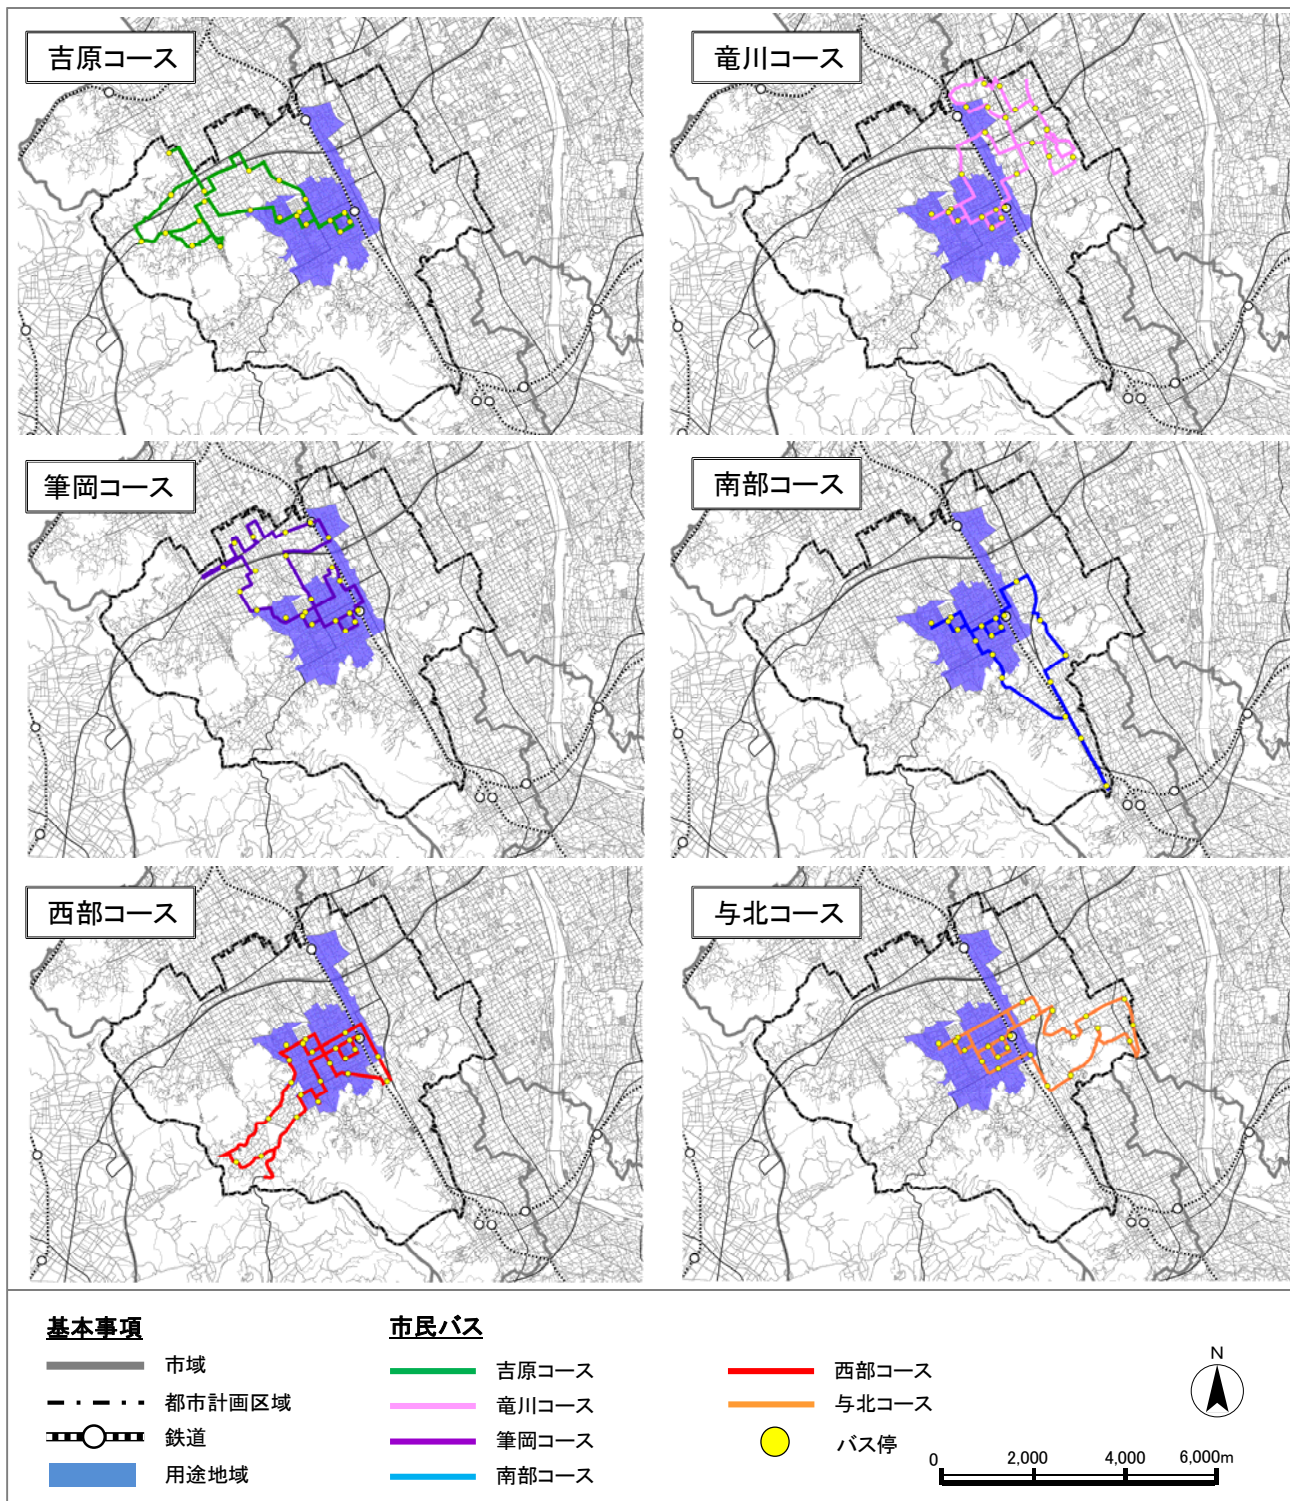 吉原コース
竜川コース
筆岡コース
南部コース
西部コース
与北コース
基本事項
市域
都市計画区域
鉄道
用途地域
市民バス
吉原コース
竜川コース
筆岡コース
南部コース
西部コース
与北コース
バス停
N
0 2,000 4,000 6,000m